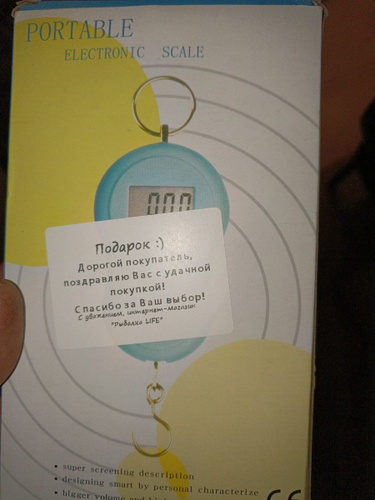 PORTABLE
ELECTRONIC SCALE
000
Подарок :)
Дорогой покупатель,
поздравляю Вас с удачной
покупкой!
Спасибо за Ваш выбор!
С уважением, интернет-магазин
"Рыбалка LIFE"
• super screening description
• designing smart by personal characterize
• bigger volume and
CE